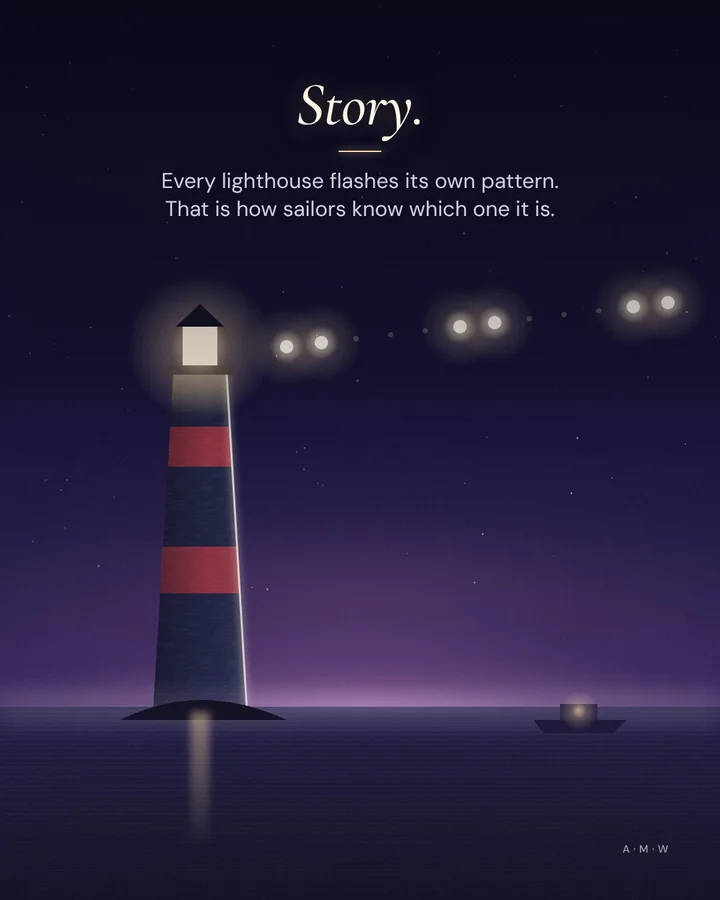 Story.
Every lighthouse flashes its own pattern.
That is how sailors know which one it is.
A·M·W